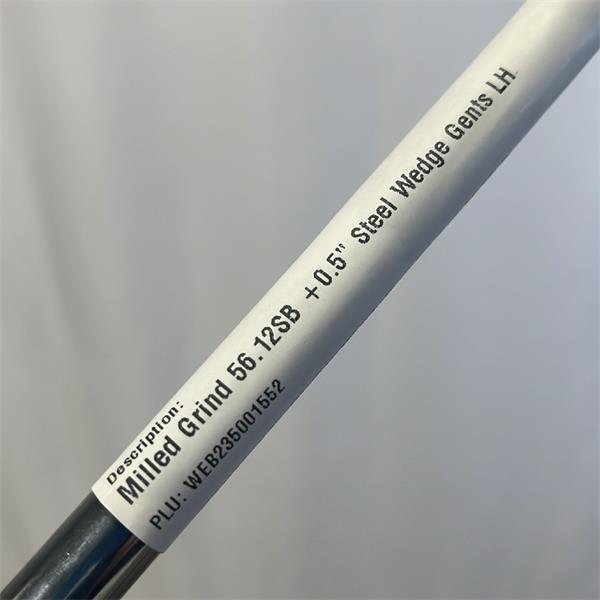 Description:
Milled Grind 56.12SB +0.5" Steel Wedge Gents LH
PLU: WEB235001552